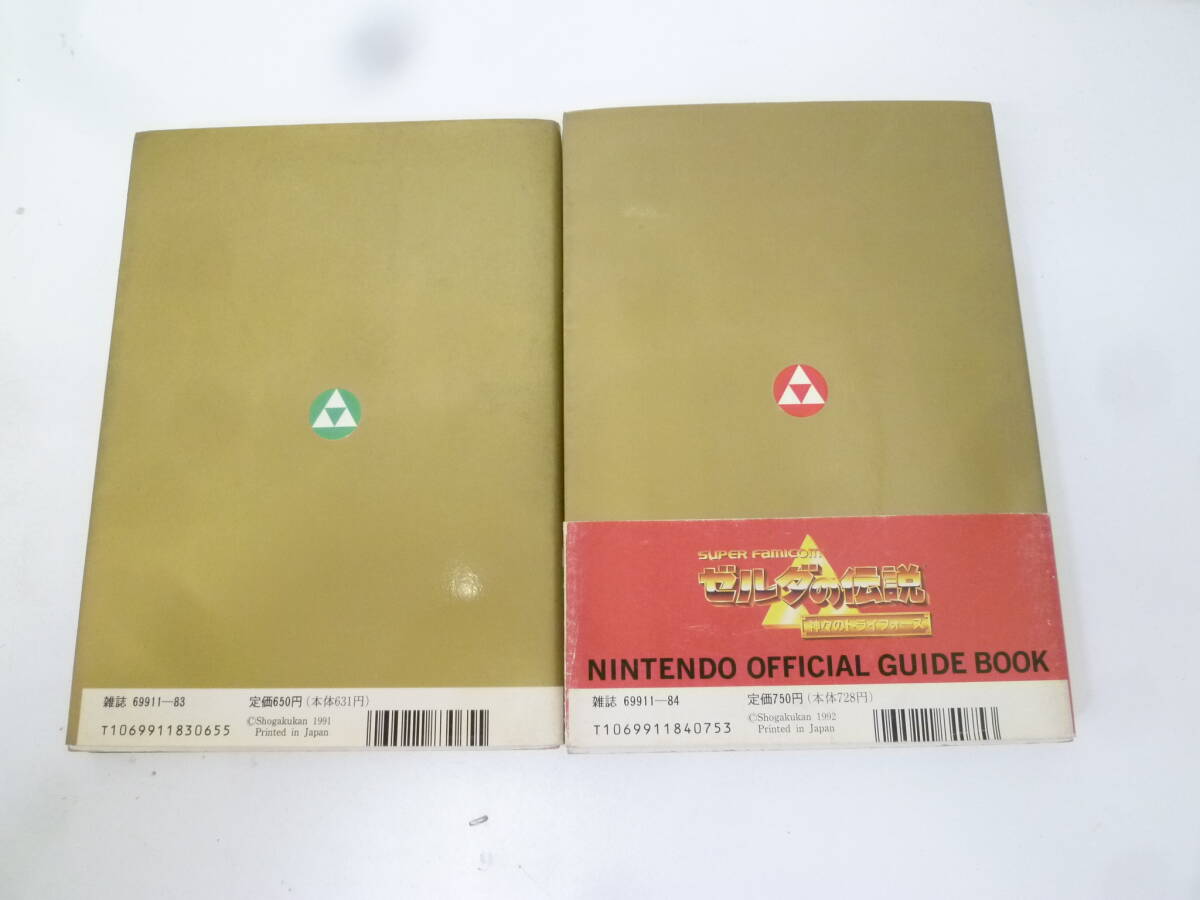 雑誌 69911―83
定価650円(本体631円)
©Shogakukan 1991
Printed in Japan
T1069911830655
SUPER FAMICOM
ゼルダの伝説
神々のトライフォース
NINTENDO OFFICIAL GUIDE BOOK
雑誌 69911―84
定価750円(本体728円)
©Shogakukan 1992
Printed in Japan
T1069911840753